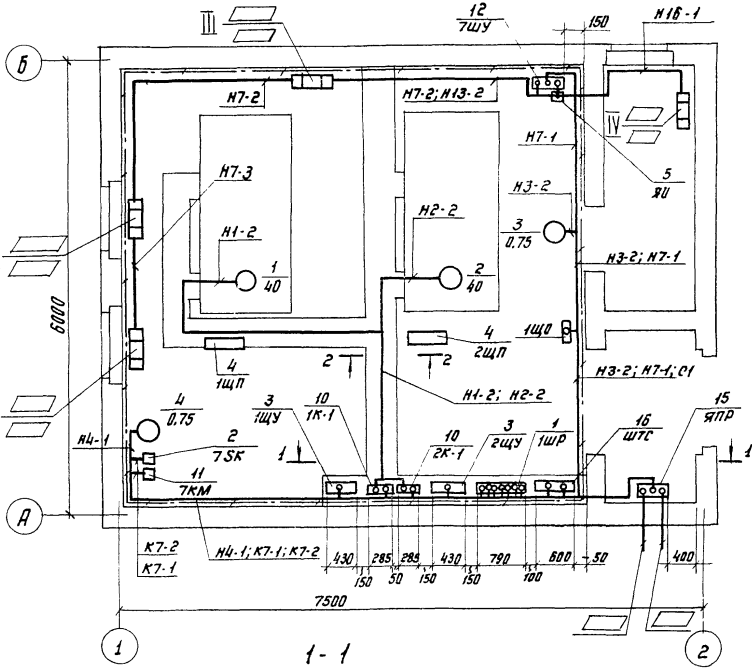 III
12
7ШУ
150
Н16-1
Б
Н7-2
Н7-2; Н13-2
IV
Н7-1
5
ЯУ
Н7-3
Н3-2
Н1-2
Н2-2
3
0.75
1
40
2
40
Н3-2; Н7-1
6000
4
1ЩП
2
2
4
2ЩП
1ЩО
Н1-2; Н2-2
Н3-2; Н7-1; С1
4
0.75
3
1ЩУ
10
1К-1
10
2К-1
3
2ЩУ
1
1ШР
16
ШТС
15
ЯПР
Н4-1
2
7SK
1
1
11
7КМ
А
К7-2
К7-1
Н4-1; К7-1; К7-2
430
150
285
50
285
150
430
150
790
100
600
50
400
7500
1
2
1-1